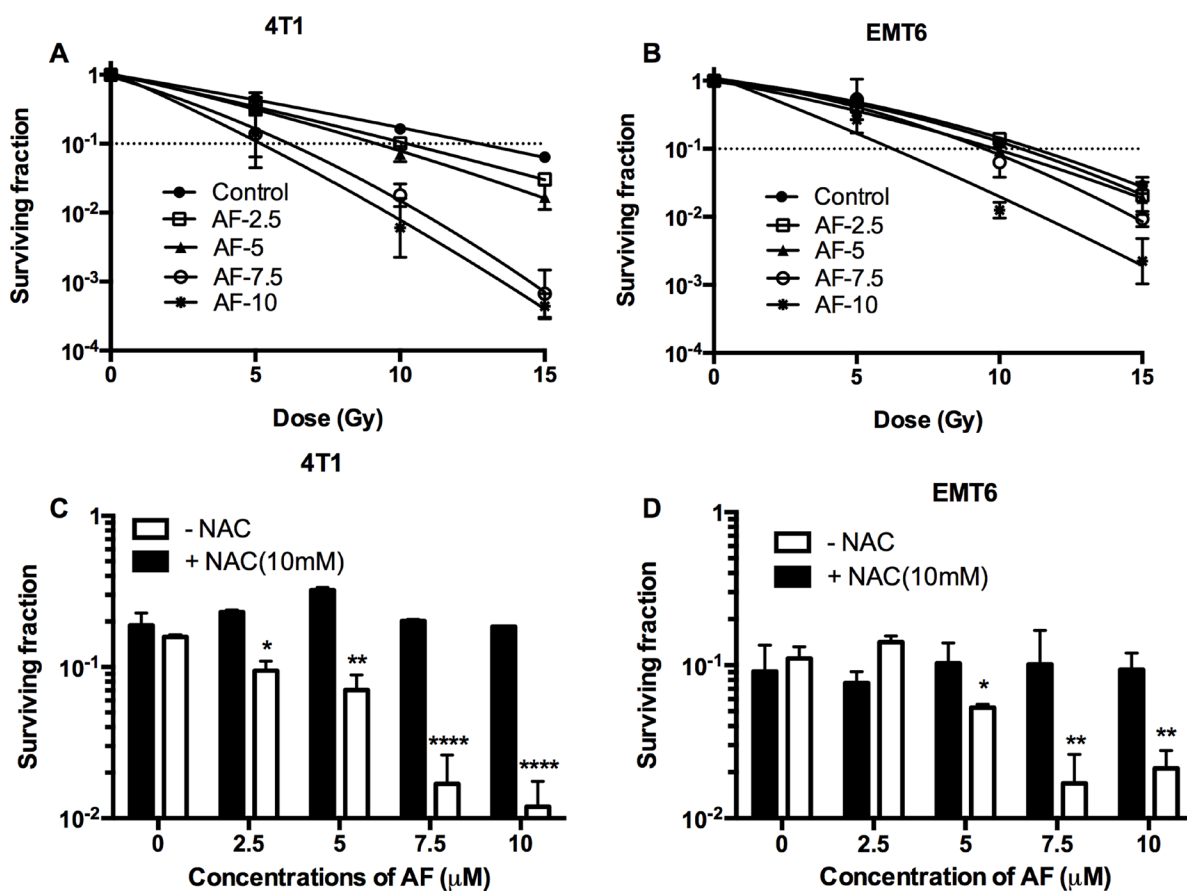 4T1
A
Surviving fraction
1
10-1
10-2
10-3
10-4
Control
AF-2.5
AF-5
AF-7.5
AF-10
0 5 10 15
Dose (Gy)
EMT6
B
Surviving fraction
1
10-1
10-2
10-3
10-4
Control
AF-2.5
AF-5
AF-7.5
AF-10
0 5 10 15
Dose (Gy)
4T1
C
Surviving fraction
1
10-1
10-2
- NAC
+ NAC(10mM)
* ** **** ****
0 2.5 5 7.5 10
Concentrations of AF (μM)
EMT6
D
Surviving fraction
1
10-1
10-2
- NAC
+ NAC(10mM)
* ** **
0 2.5 5 7.5 10
Concentration of AF (μM)